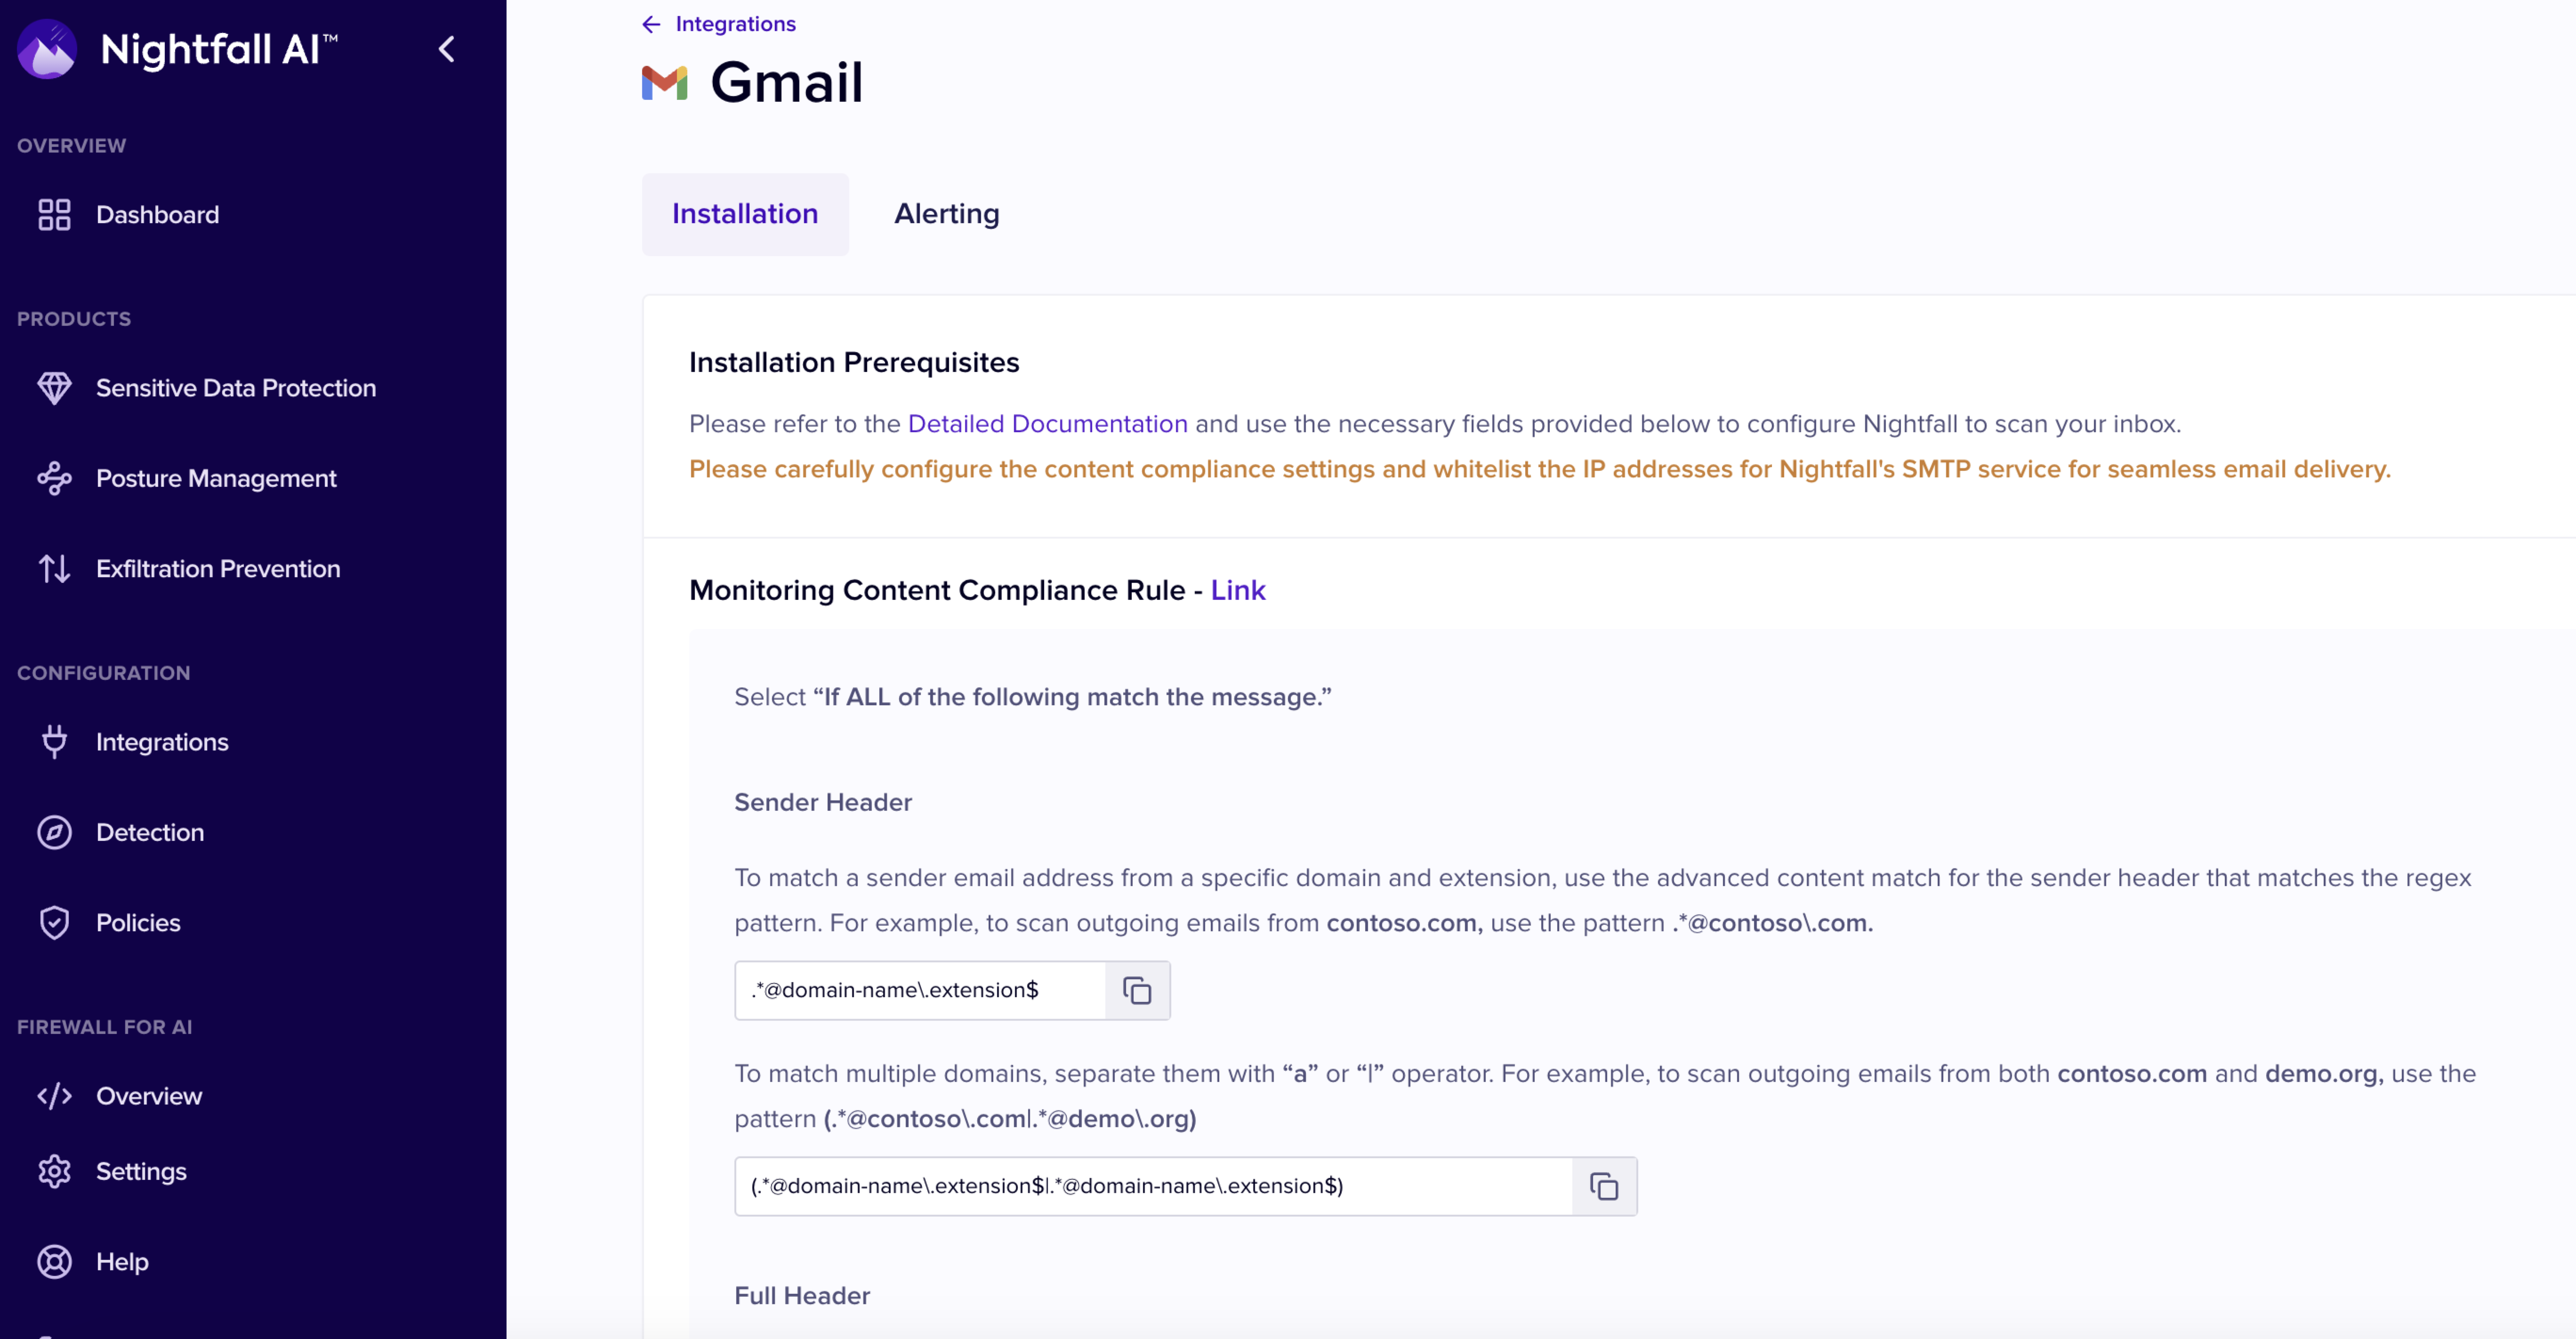 Nightfall AI™
OVERVIEW
Dashboard
PRODUCTS
Sensitive Data Protection
Posture Management
Exfiltration Prevention
CONFIGURATION
Integrations
Detection
Policies
FIREWALL FOR AI
Overview
Settings
Help
Integrations
Gmail
Installation
Alerting
Installation Prerequisites
Please refer to the Detailed Documentation and use the necessary fields provided below to configure Nightfall to scan your inbox.
Please carefully configure the content compliance settings and whitelist the IP addresses for Nightfall's SMTP service for seamless email delivery.
Monitoring Content Compliance Rule - Link
Select “If ALL of the following match the message.”
Sender Header
To match a sender email address from a specific domain and extension, use the advanced content match for the sender header that matches the regex
pattern. For example, to scan outgoing emails from contoso.com, use the pattern .*@contoso\.com.
.*@domain-name\.extension$
To match multiple domains, separate them with “a” or “|” operator. For example, to scan outgoing emails from both contoso.com and demo.org, use the
pattern (.*@contoso\.com|.*@demo\.org)
(.*@domain-name\.extension$|.*@domain-name\.extension$)
Full Header